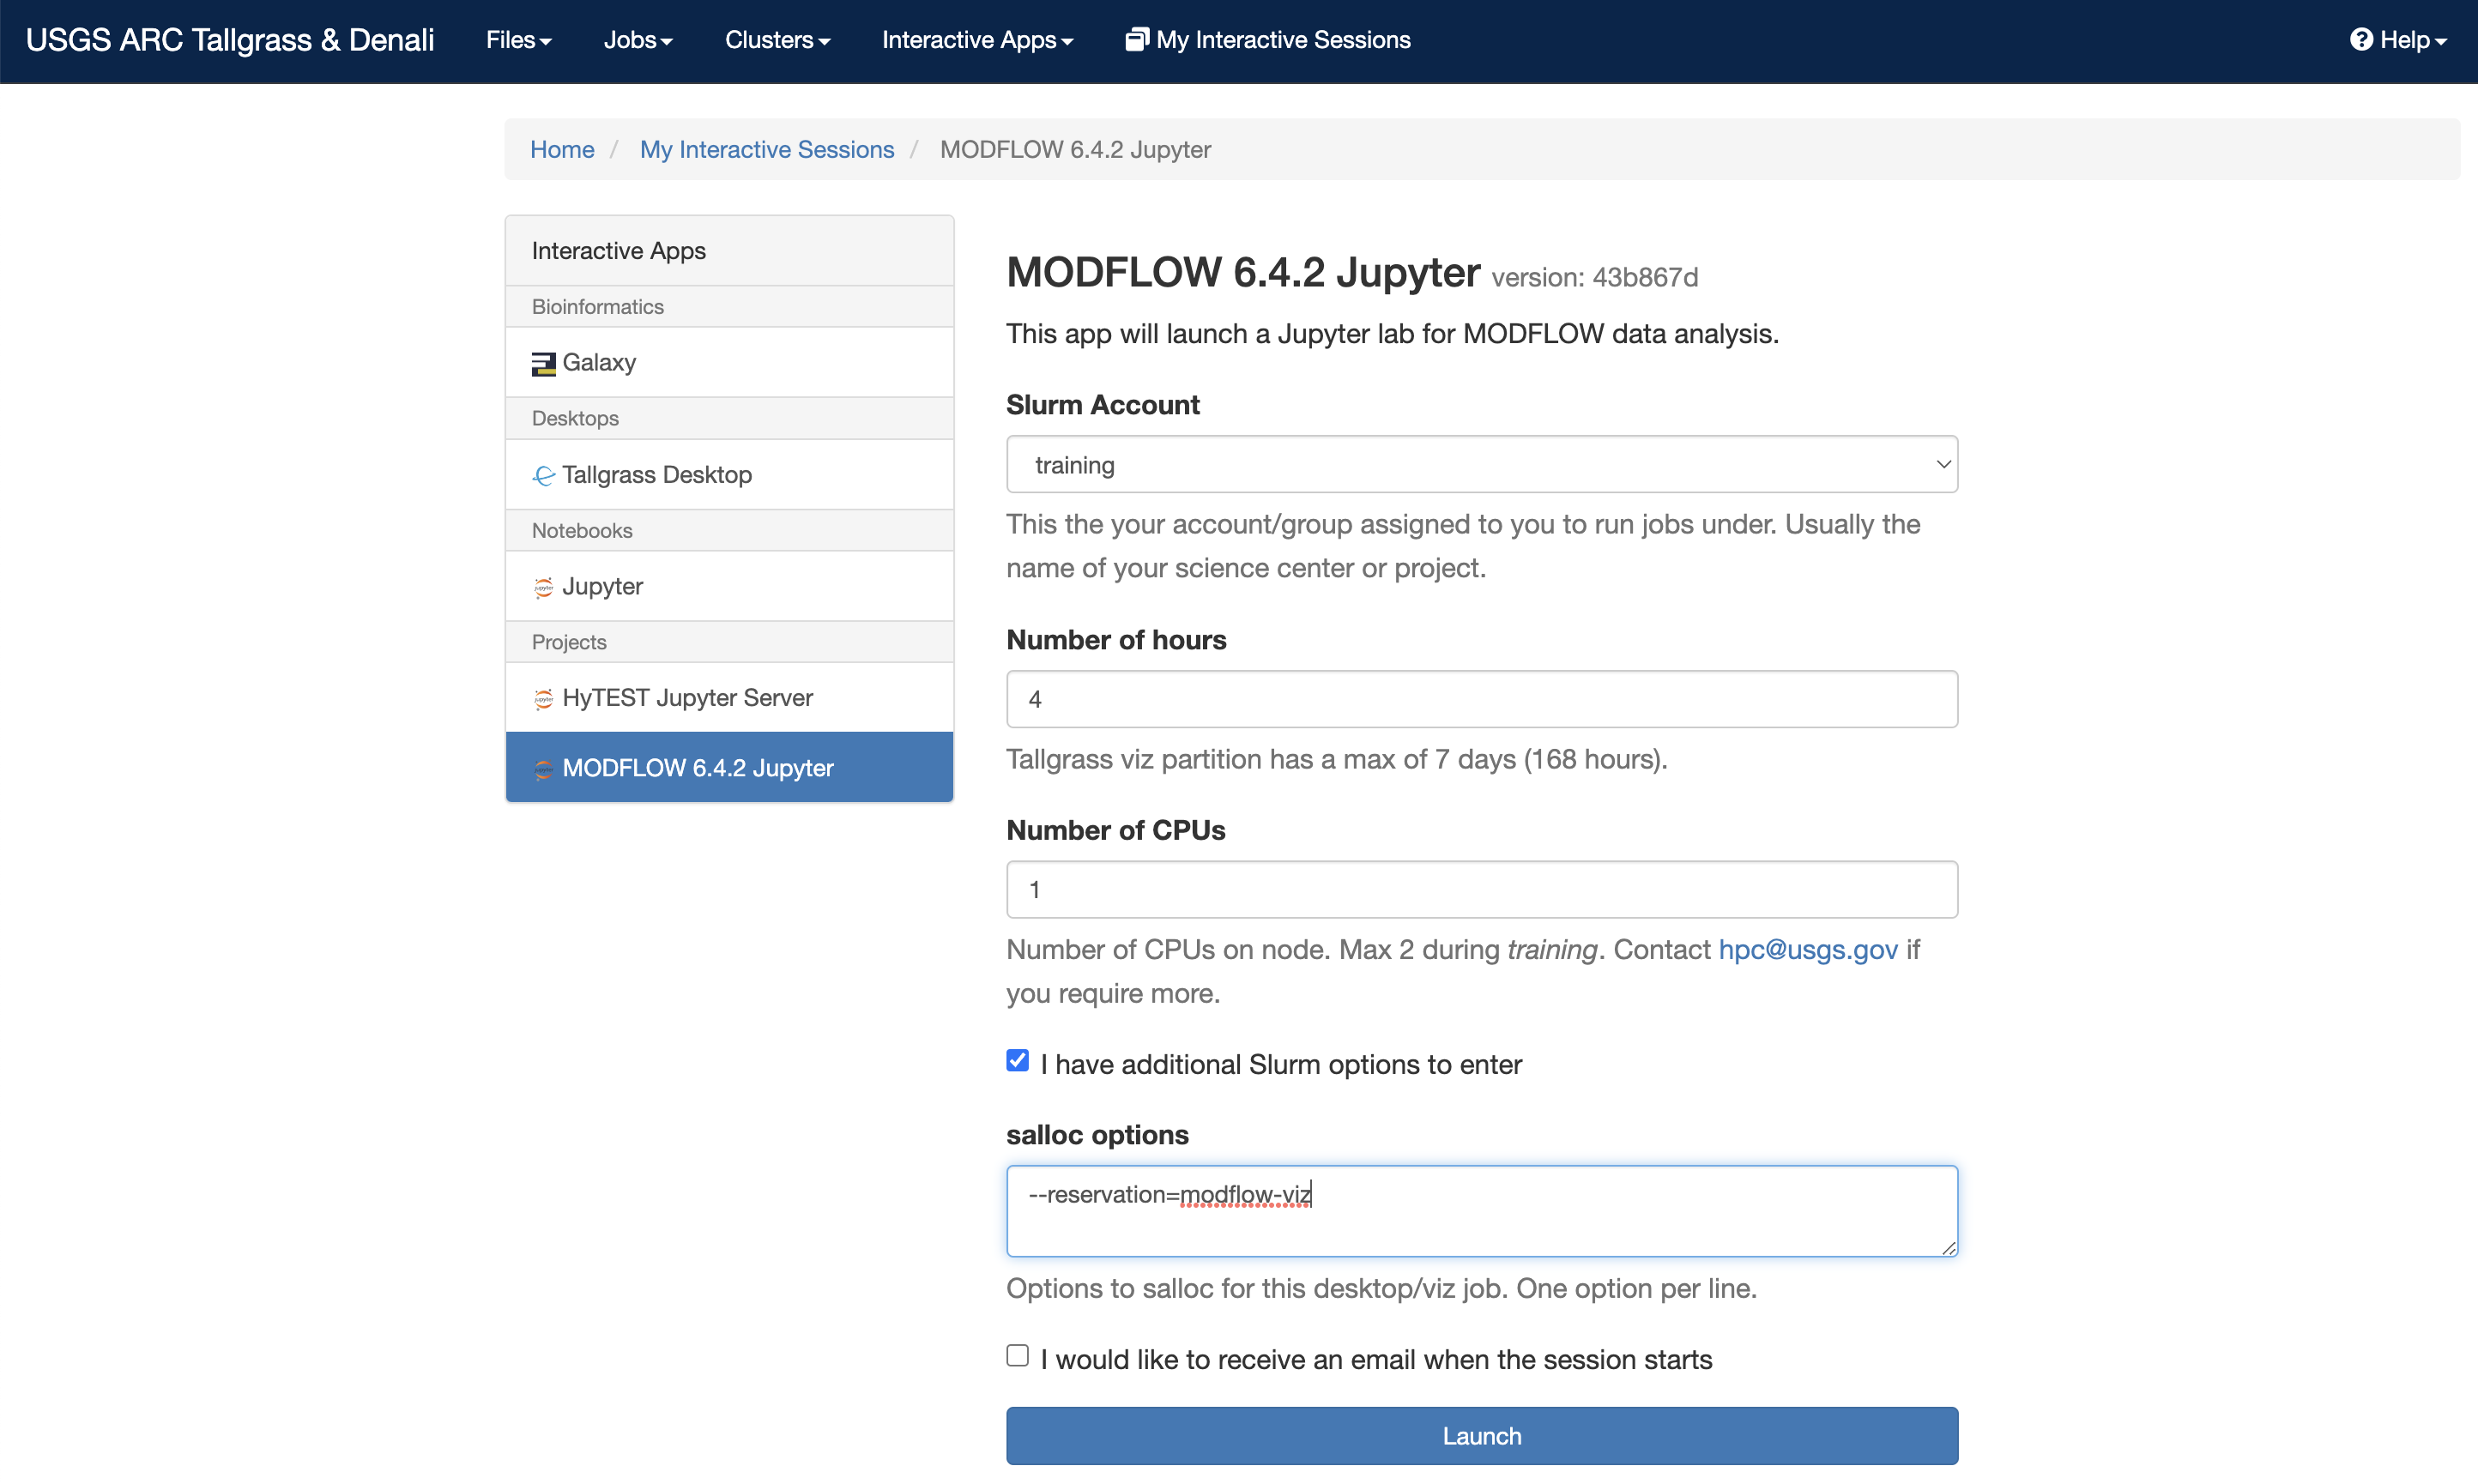 USGS ARC Tallgrass & Denali Files Jobs Clusters Interactive Apps My Interactive Sessions Help
Home / My Interactive Sessions / MODFLOW 6.4.2 Jupyter
Interactive Apps
Bioinformatics
Galaxy
Desktops
Tallgrass Desktop
Notebooks
Jupyter
Projects
HyTEST Jupyter Server
MODFLOW 6.4.2 Jupyter
MODFLOW 6.4.2 Jupyter version: 43b867d
This app will launch a Jupyter lab for MODFLOW data analysis.
Slurm Account
training
This the your account/group assigned to you to run jobs under. Usually the
name of your science center or project.
Number of hours
4
Tallgrass viz partition has a max of 7 days (168 hours).
Number of CPUs
1
Number of CPUs on node. Max 2 during training. Contact hpc@usgs.gov if
you require more.
I have additional Slurm options to enter
salloc options
--reservation=modflow-viz
Options to salloc for this desktop/viz job. One option per line.
I would like to receive an email when the session starts
Launch